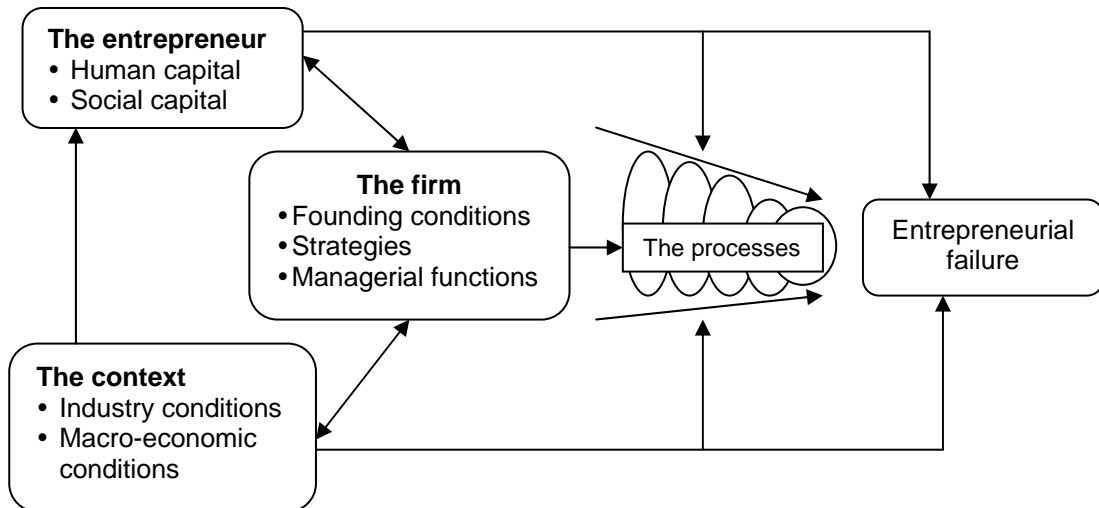 The entrepreneur
• Human capital
• Social capital
The firm
• Founding conditions
• Strategies
• Managerial functions
The processes
Entrepreneurial
failure
The context
• Industry conditions
• Macro-economic
conditions